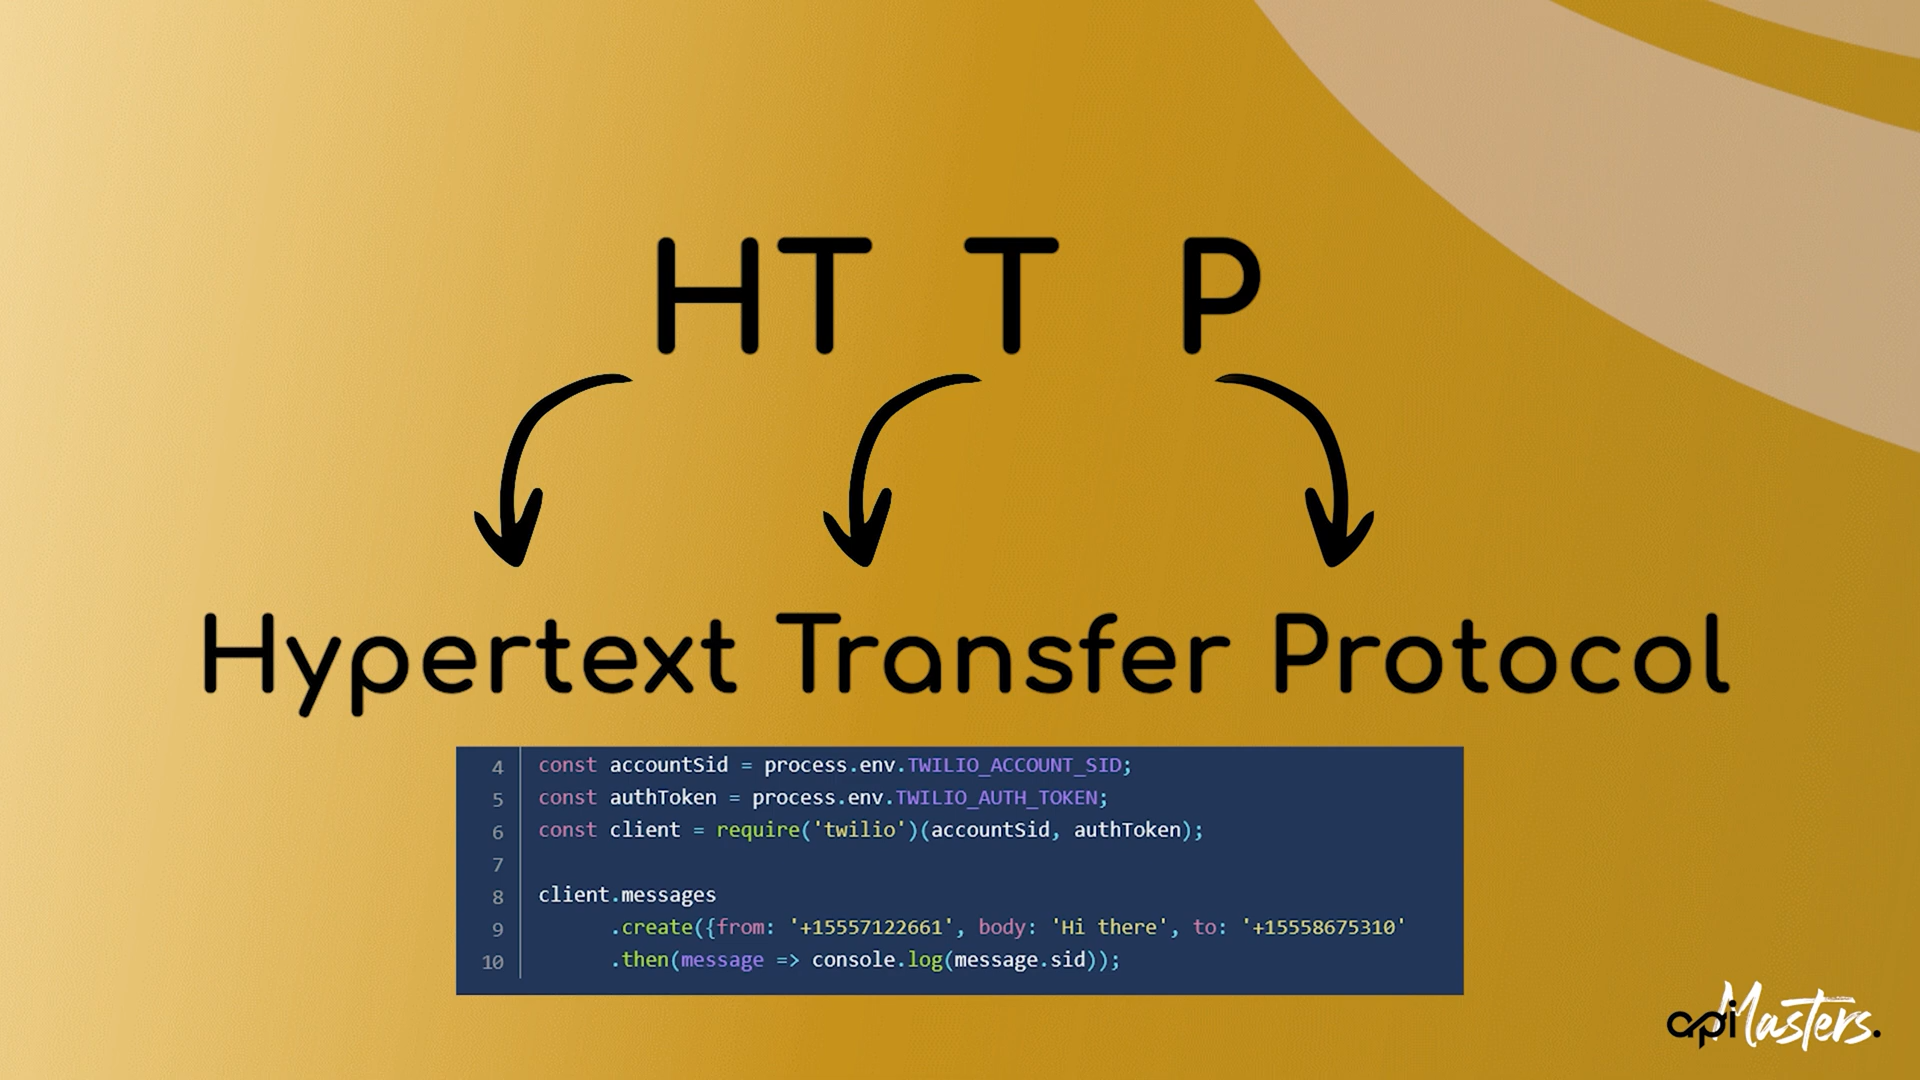 HT T P
Hypertext Transfer Protocol
4 const accountSid = process.env.TWILIO_ACCOUNT_SID;
5 const authToken = process.env.TWILIO_AUTH_TOKEN;
6 const client = require('twilio')(accountSid, authToken);
7
8 client.messages
9 .create({from: '+15557122661', body: 'Hi there', to: '+15558675310'
10 .then(message => console.log(message.sid));
apiMasters.